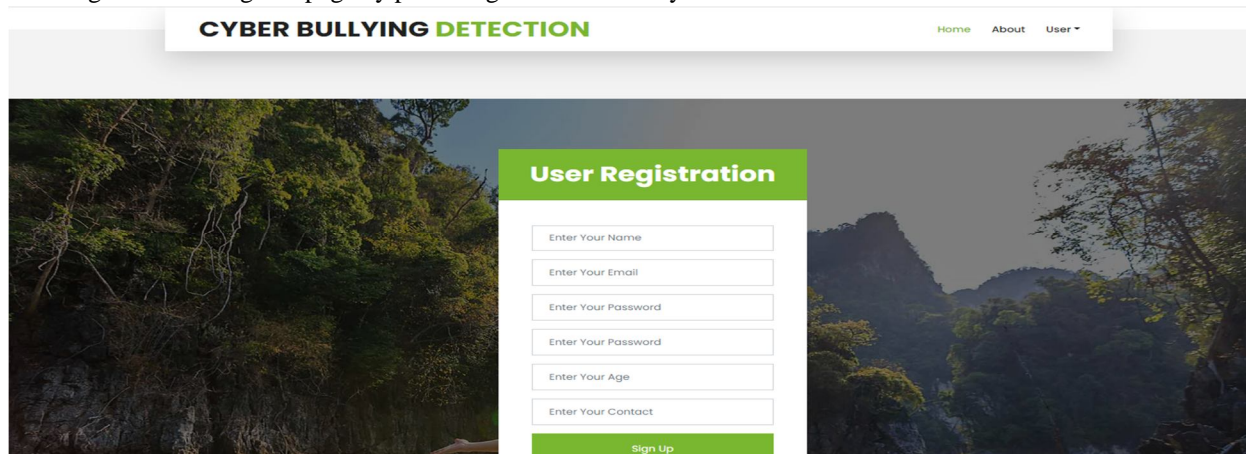 CYBER BULLYING DETECTION
Home About User
User Registration
Enter Your Name
Enter Your Email
Enter Your Password
Enter Your Password
Enter Your Age
Enter Your Contact
Sign Up